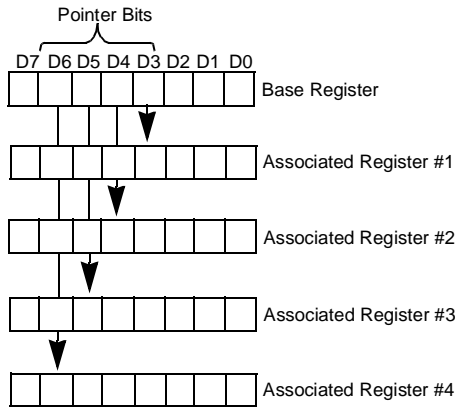 Pointer Bits
D7 D6 D5 D4 D3 D2 D1 D0
Base Register
Associated Register #1
Associated Register #2
Associated Register #3
Associated Register #4